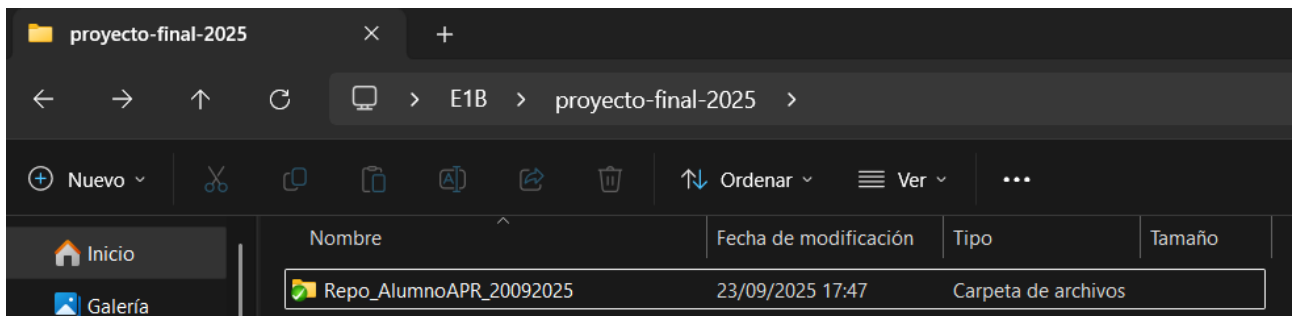 proyecto-final-2025
E1B > proyecto-final-2025 >
Nuevo Ordenar Ver
Nombre Fecha de modificación Tipo Tamaño
Inicio
Repo_AlumnoAPR_20092025 23/09/2025 17:47 Carpeta de archivos
Galería